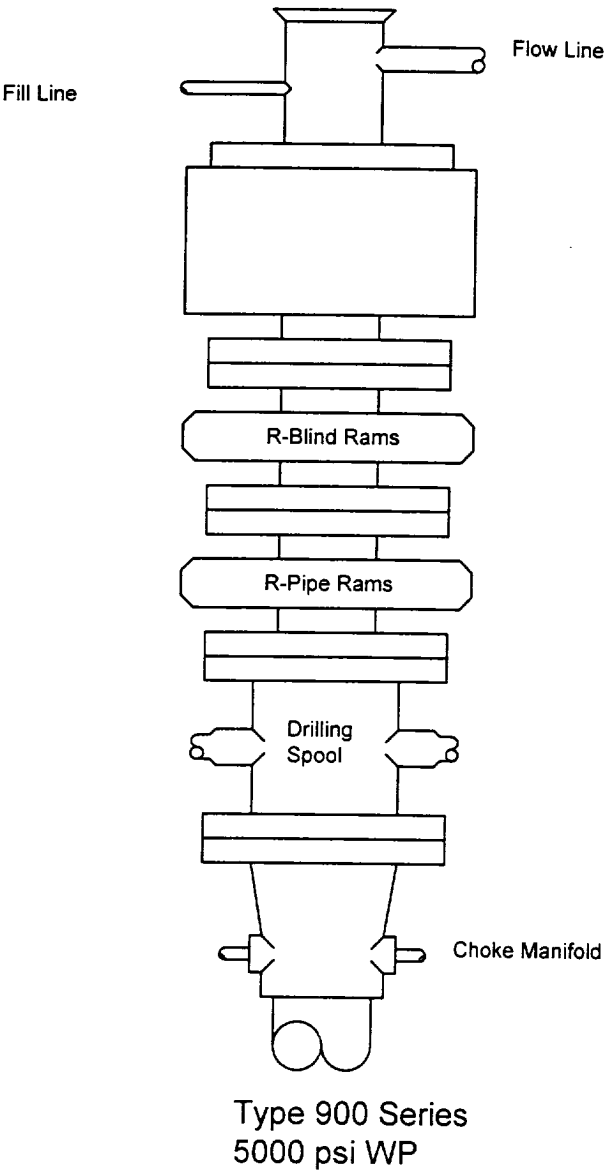 Flow Line
Fill Line
R-Blind Rams
R-Pipe Rams
Drilling
Spool
Choke Manifold
Type 900 Series
5000 psi WP